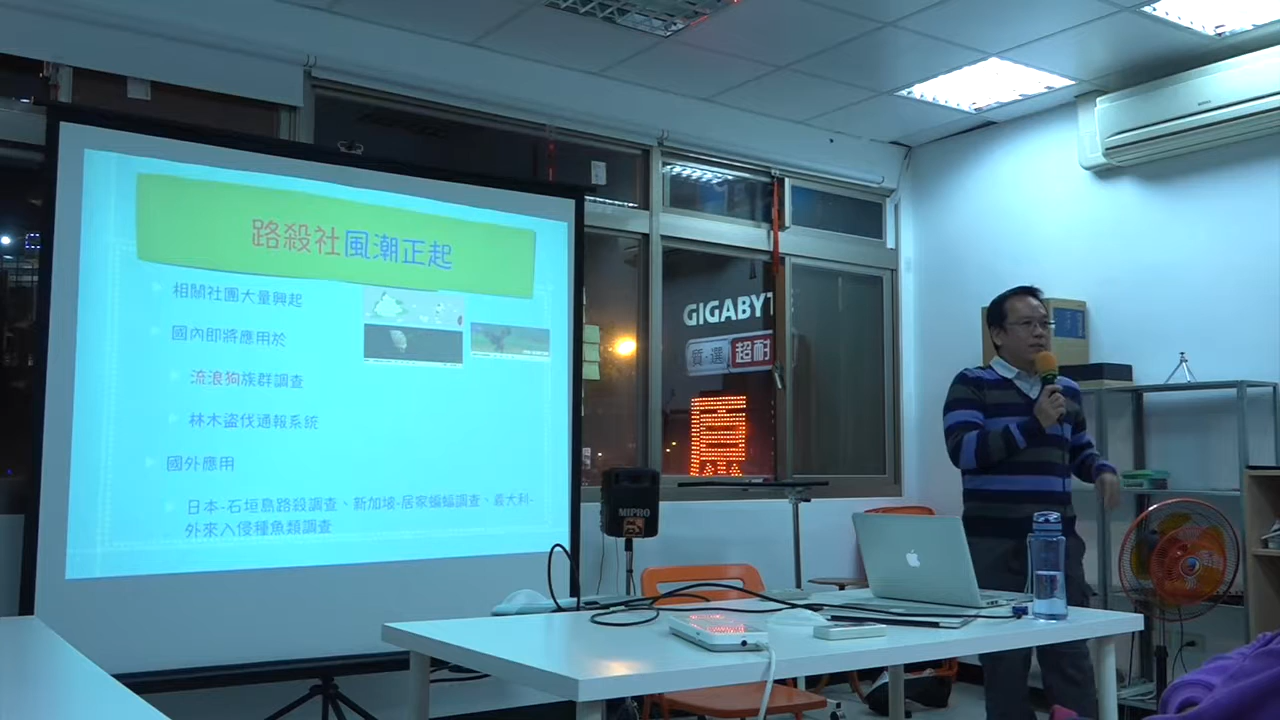 路殺社風潮正起
相關社團大量興起
國內即將應用於
流浪狗族群調查
林木盜伐通報系統
國外應用
日本-石垣島路殺調查、新加坡-居家蝙蝠調查、義大利-
外來入侵種魚類調查
GIGABYT
質·選 超耐
MIPRO